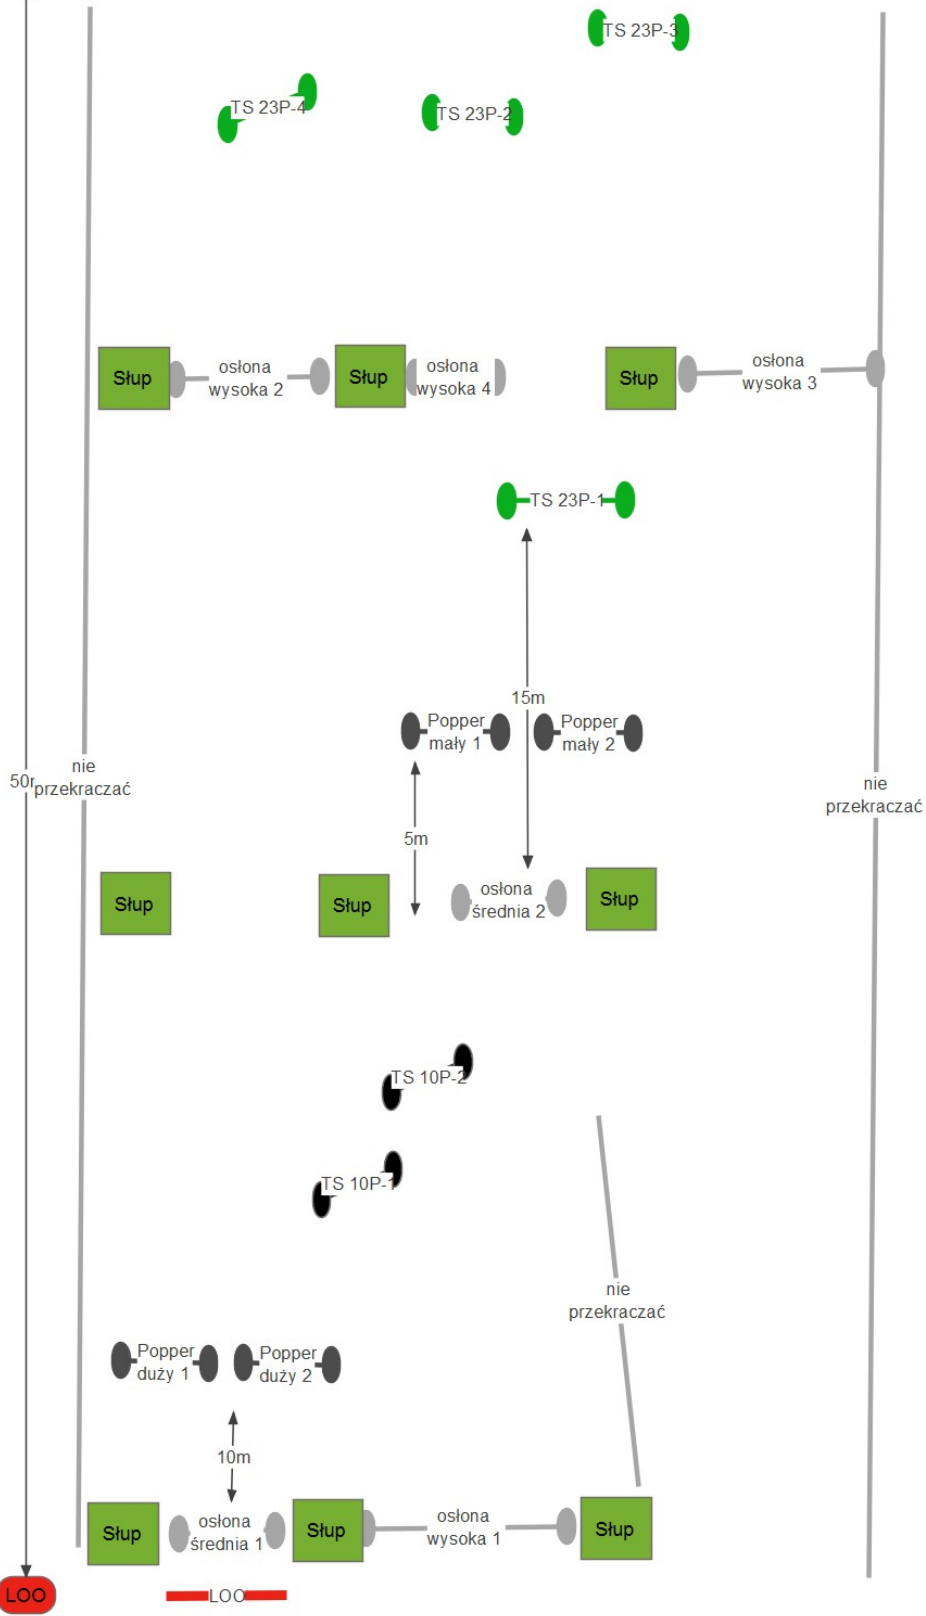 TS 23P-3
TS 23P-4
TS 23P-2
Słup
osłona
wysoka 2
Słup
osłona
wysoka 4
Słup
osłona
wysoka 3
TS 23P-1
15m
Popper
mały 1
Popper
mały 2
nie
przekraczać
nie
przekraczać
5m
Słup
Słup
osłona
średnia 2
Słup
TS 10P-2
TS 10P-1
nie
przekraczać
Popper
duży 1
Popper
duży 2
10m
Słup
osłona
średnia 1
Słup
osłona
wysoka 1
Słup
LOO
LOO